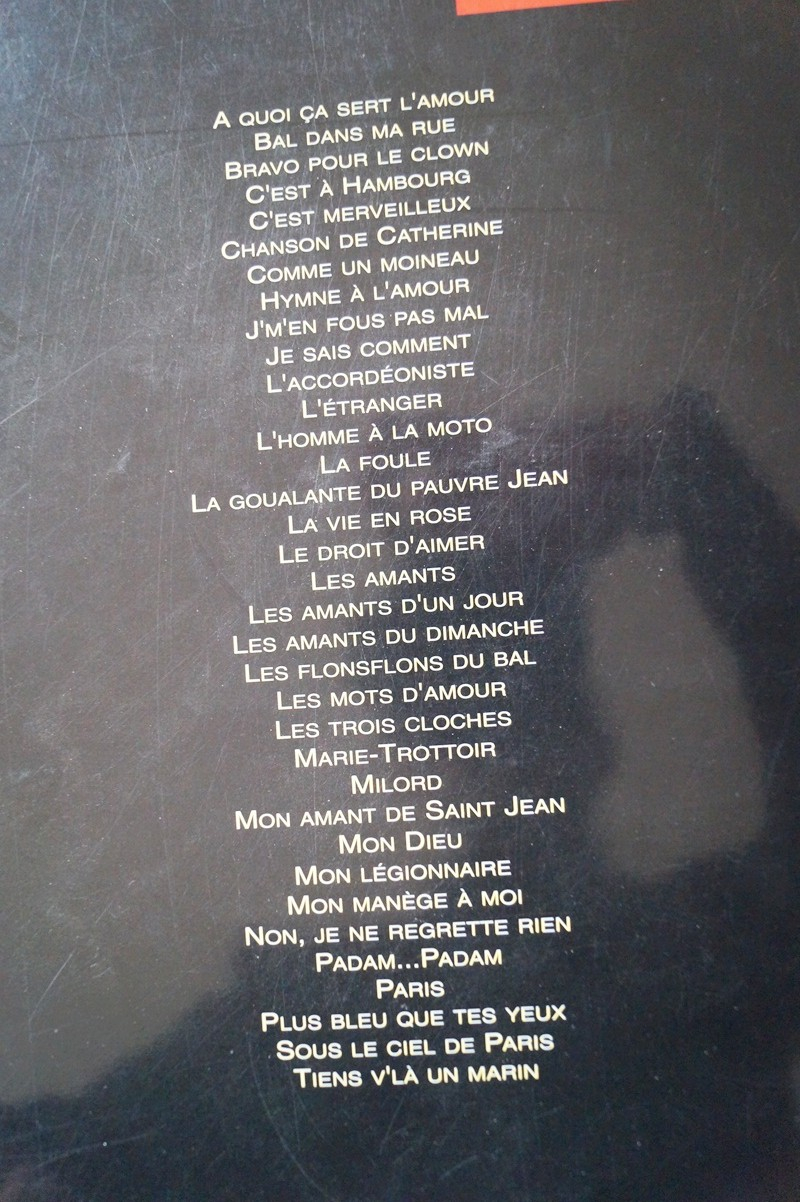 A QUOI ÇA SERT L'AMOUR
BAL DANS MA RUE
BRAVO POUR LE CLOWN
C'EST À HAMBOURG
C'EST MERVEILLEUX
CHANSON DE CATHERINE
COMME UN MOINEAU
HYMNE À L'AMOUR
J'M'EN FOUS PAS MAL
JE SAIS COMMENT
L'ACCORDÉONISTE
L'ÉTRANGER
L'HOMME À LA MOTO
LA FOULE
LA GOUALANTE DU PAUVRE JEAN
LA VIE EN ROSE
LE DROIT D'AIMER
LES AMANTS
LES AMANTS D'UN JOUR
LES AMANTS DU DIMANCHE
LES FLONSFLONS DU BAL
LES MOTS D'AMOUR
LES TROIS CLOCHES
MARIE-TROTTOIR
MILORD
MON AMANT DE SAINT JEAN
MON DIEU
MON LÉGIONNAIRE
MON MANÈGE À MOI
NON, JE NE REGRETTE RIEN
PADAM...PADAM
PARIS
PLUS BLEU QUE TES YEUX
SOUS LE CIEL DE PARIS
TIENS V'LÀ UN MARIN